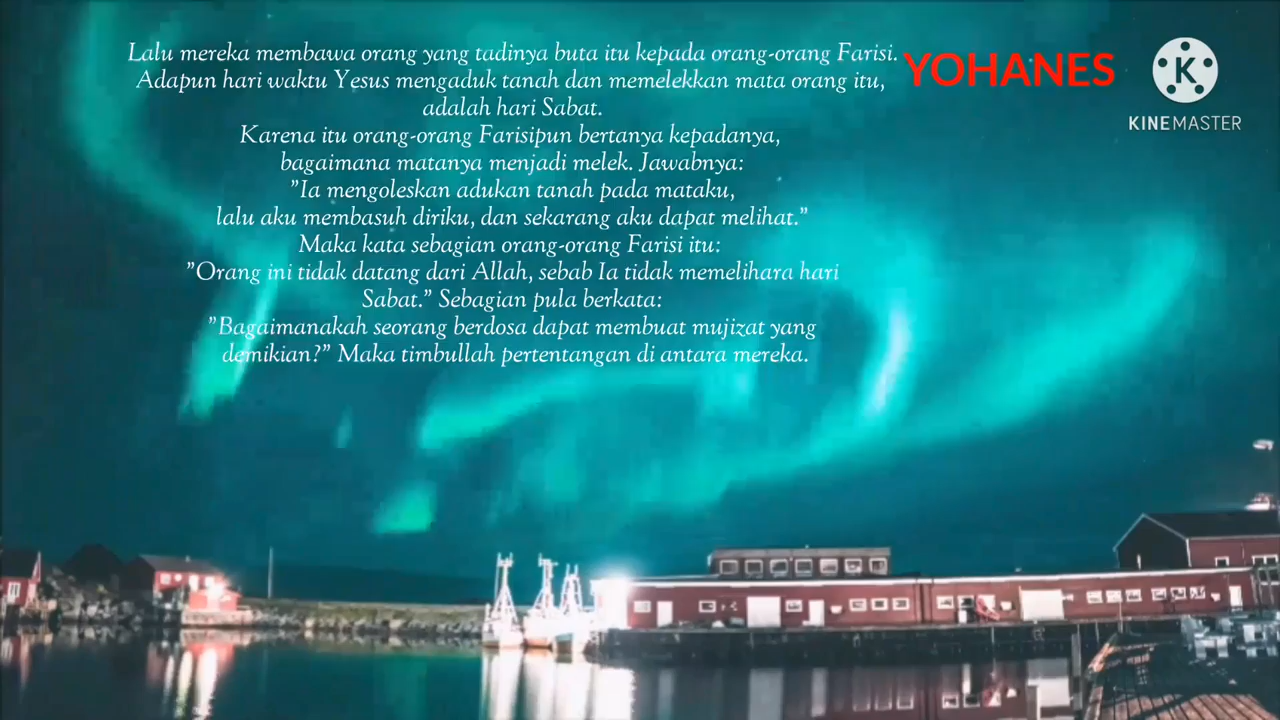 Lalu mereka membawa orang yang tadinya buta itu kepada orang-orang Farisi.
Adapun hari waktu Yesus mengaduk tanah dan memelekkan mata orang itu,
adalah hari Sabat.
Karena itu orang-orang Farisipun bertanya kepadanya,
bagaimana matanya menjadi melek. Jawabnya:
”Ia mengoleskan adukan tanah pada mataku,
lalu aku membasuh diriku, dan sekarang aku dapat melihat.”
Maka kata sebagian orang-orang Farisi itu:
”Orang ini tidak datang dari Allah, sebab Ia tidak memelihara hari
Sabat.” Sebagian pula berkata:
”Bagaimanakah seorang berdosa dapat membuat mujizat yang
demikian?” Maka timbullah pertentangan di antara mereka.
YOHANES
K
KINEMASTER